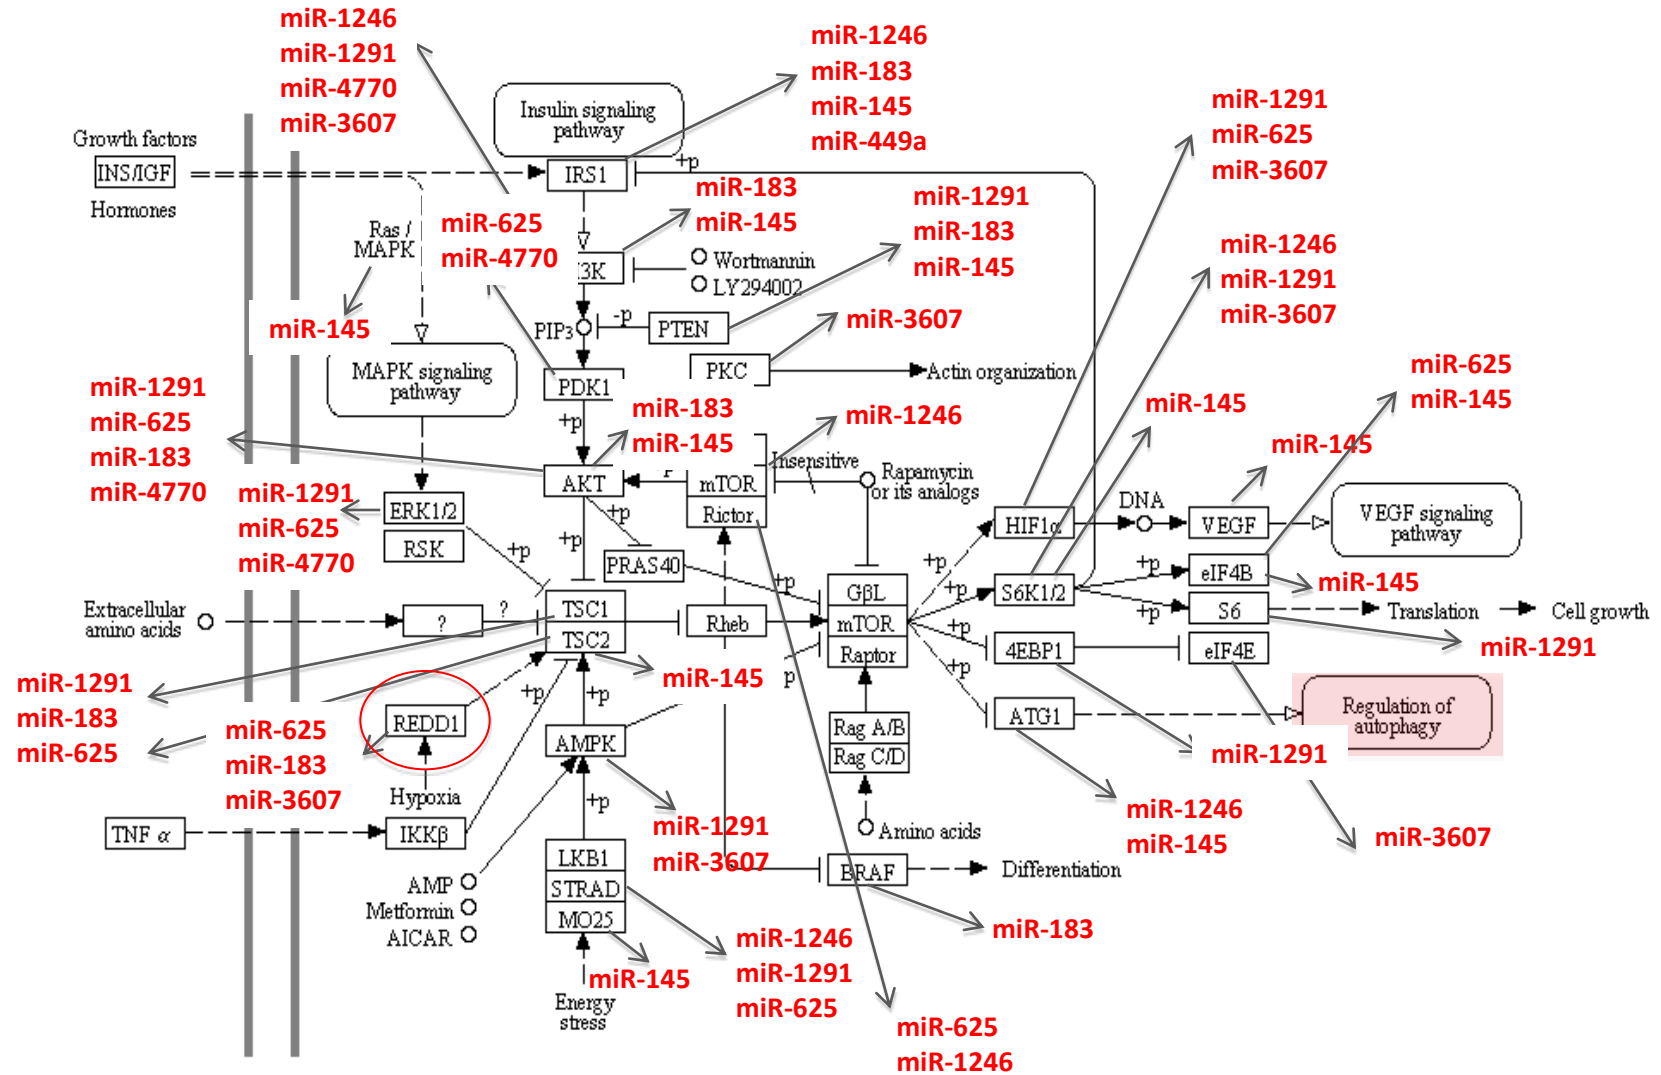 miR-1246
miR-1291
miR-4770
miR-3607
miR-1246
miR-183
miR-145
miR-449a
Insulin signaling
pathway
miR-1291
miR-625
miR-3607
Growth factors
INS/IGF
Hormones
IRS1
+p
miR-183
miR-145
miR-1291
miR-183
miR-145
miR-625
miR-4770
Ras /
MAPK
3K
Wortmannin
LY294002
miR-1246
miR-1291
miR-3607
miR-145
PIP3
-p
PTEN
miR-3607
MAPK signaling
pathway
PDK1
PKC
Actin organization
miR-1291
miR-625
miR-183
miR-4770
+p
miR-183
miR-145
miR-1246
miR-145
miR-625
miR-145
miR-145
AKT
p
mTOR
Rictor
Insensitive
Rapamycin
or its analogs
miR-1291
miR-625
miR-4770
ERK1/2
RSK
+p
+p
+p
PRAS40
+p
HIF1α
DNA
VEGF
VEGF signaling
pathway
+p
+p
S6K1/2
+p
eIF4B
miR-145
+p
S6
Translation
Cell growth
miR-1291
Extracellular
amino acids
?
?
TSC1
TSC2
Rheb
GβL
mTOR
Raptor
+p
4EBP1
eIF4E
+p
p
miR-145
miR-1291
miR-183
miR-625
REDD1
miR-625
miR-183
miR-3607
Hypoxia
+p
+p
AMPK
Rag A/B
Rag C/D
ATG1
Regulation of
autophagy
miR-1291
TNF α
IKKβ
+p
miR-1291
miR-3607
Amino acids
miR-1246
miR-145
miR-3607
AMP
Metformin
AICAR
LKB1
STRAD
MO25
BRAF
Differentiation
miR-183
miR-145
miR-1246
miR-1291
miR-625
Energy
stress
miR-625
miR-1246